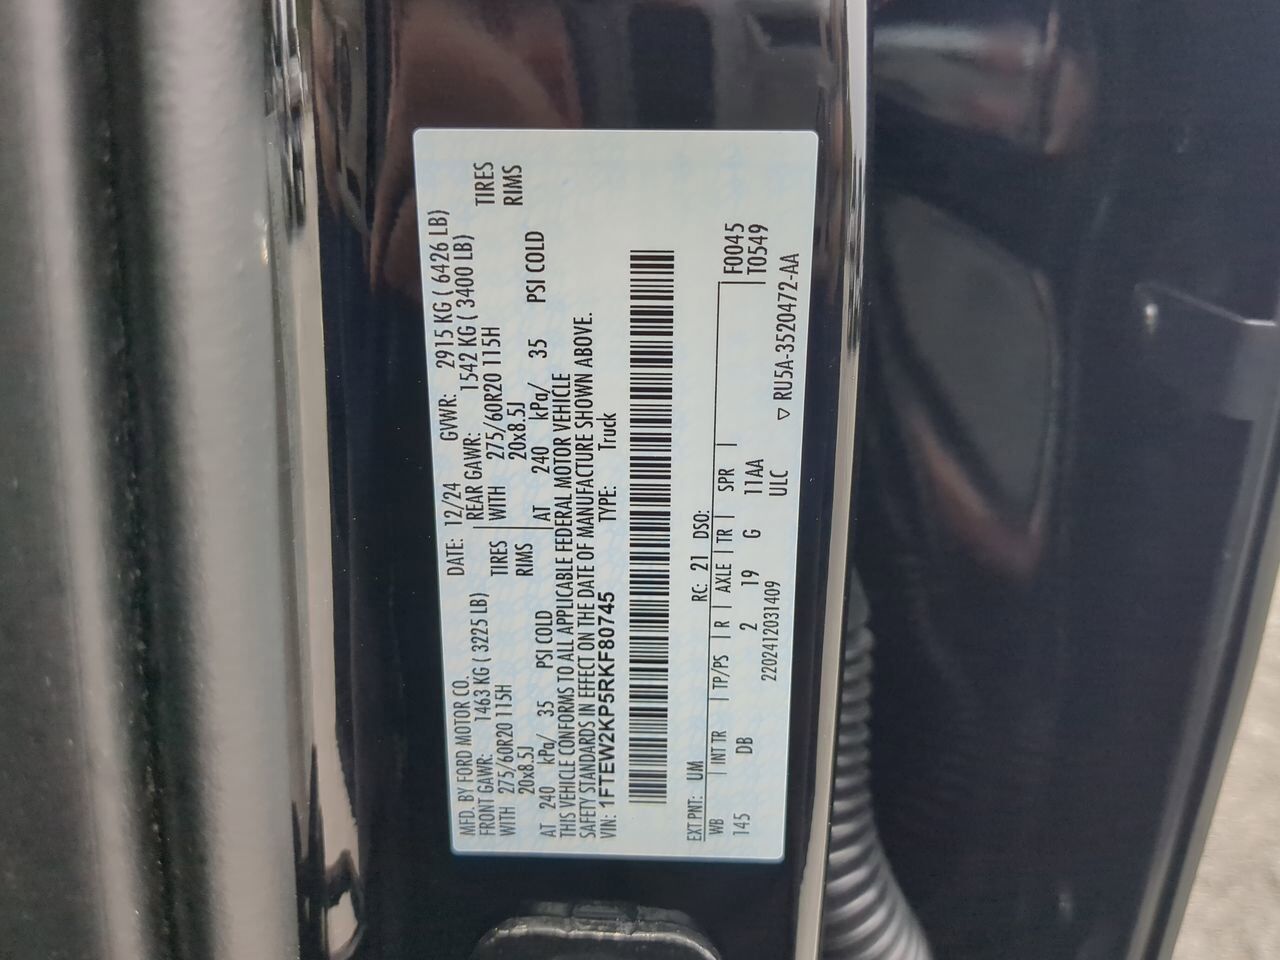 MFD. BY FORD MOTOR CO. DATE: 12/24 GVWR: 2915 KG ( 6426 LB)
FRONT GAWR: 1463 KG ( 3225 LB) REAR GAWR: 1542 KG ( 3400 LB)
WITH 275/60R20 115H TIRES WITH 275/60R20 115H TIRES
20x8.5J RIMS 20x8.5J RIMS
AT 240 kPa/ 35 PSI COLD AT 240 kPa/ 35 PSI COLD
THIS VEHICLE CONFORMS TO ALL APPLICABLE FEDERAL MOTOR VEHICLE
SAFETY STANDARDS IN EFFECT ON THE DATE OF MANUFACTURE SHOWN ABOVE.
VIN: 1FTEW2KP5RKF80745 TYPE: Truck
EXT PNT: UM RC: 21 DSO:
WB INT TR TP/PS R AXLE TR SPR F0045
145 DB 2 19 G 11AA T0549
2202412031409 ULC
▽ RU5A-3520472-AA